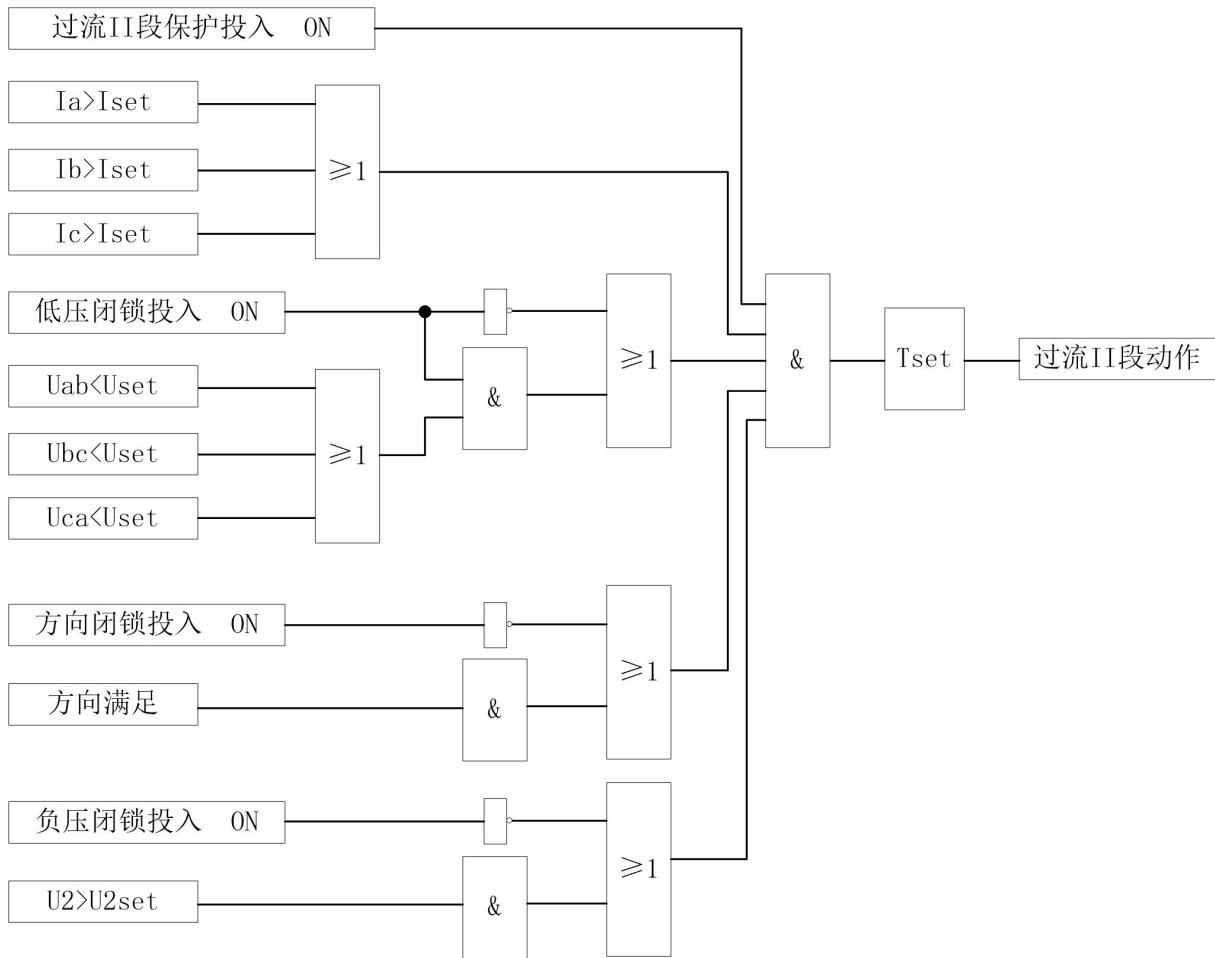 过流II段保护投入 ON
Ia>Iset
Ib>Iset
Ic>Iset
≥1
低压闭锁投入 ON
Uab<Uset
Ubc<Uset
Uca<Uset
≥1
&
≥1
&
Tset
过流II段动作
方向闭锁投入 ON
方向满足
&
≥1
负压闭锁投入 ON
U2>U2set
&
≥1